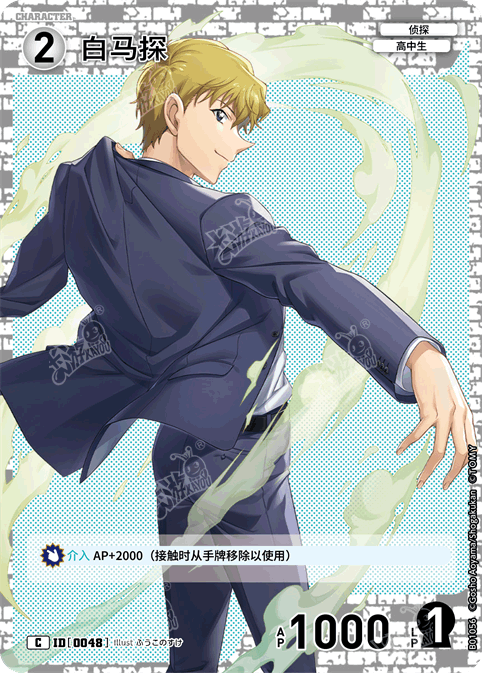 CHARACTER
2
白马探
侦探
高中生
介入 AP+2000（接触时从手牌移除以使用）
C ID[0048] Illust ふうこのすけ
AP 1000
LP 1
B01056 ©Gosho Aoyama/Shogakukan ©TOMY